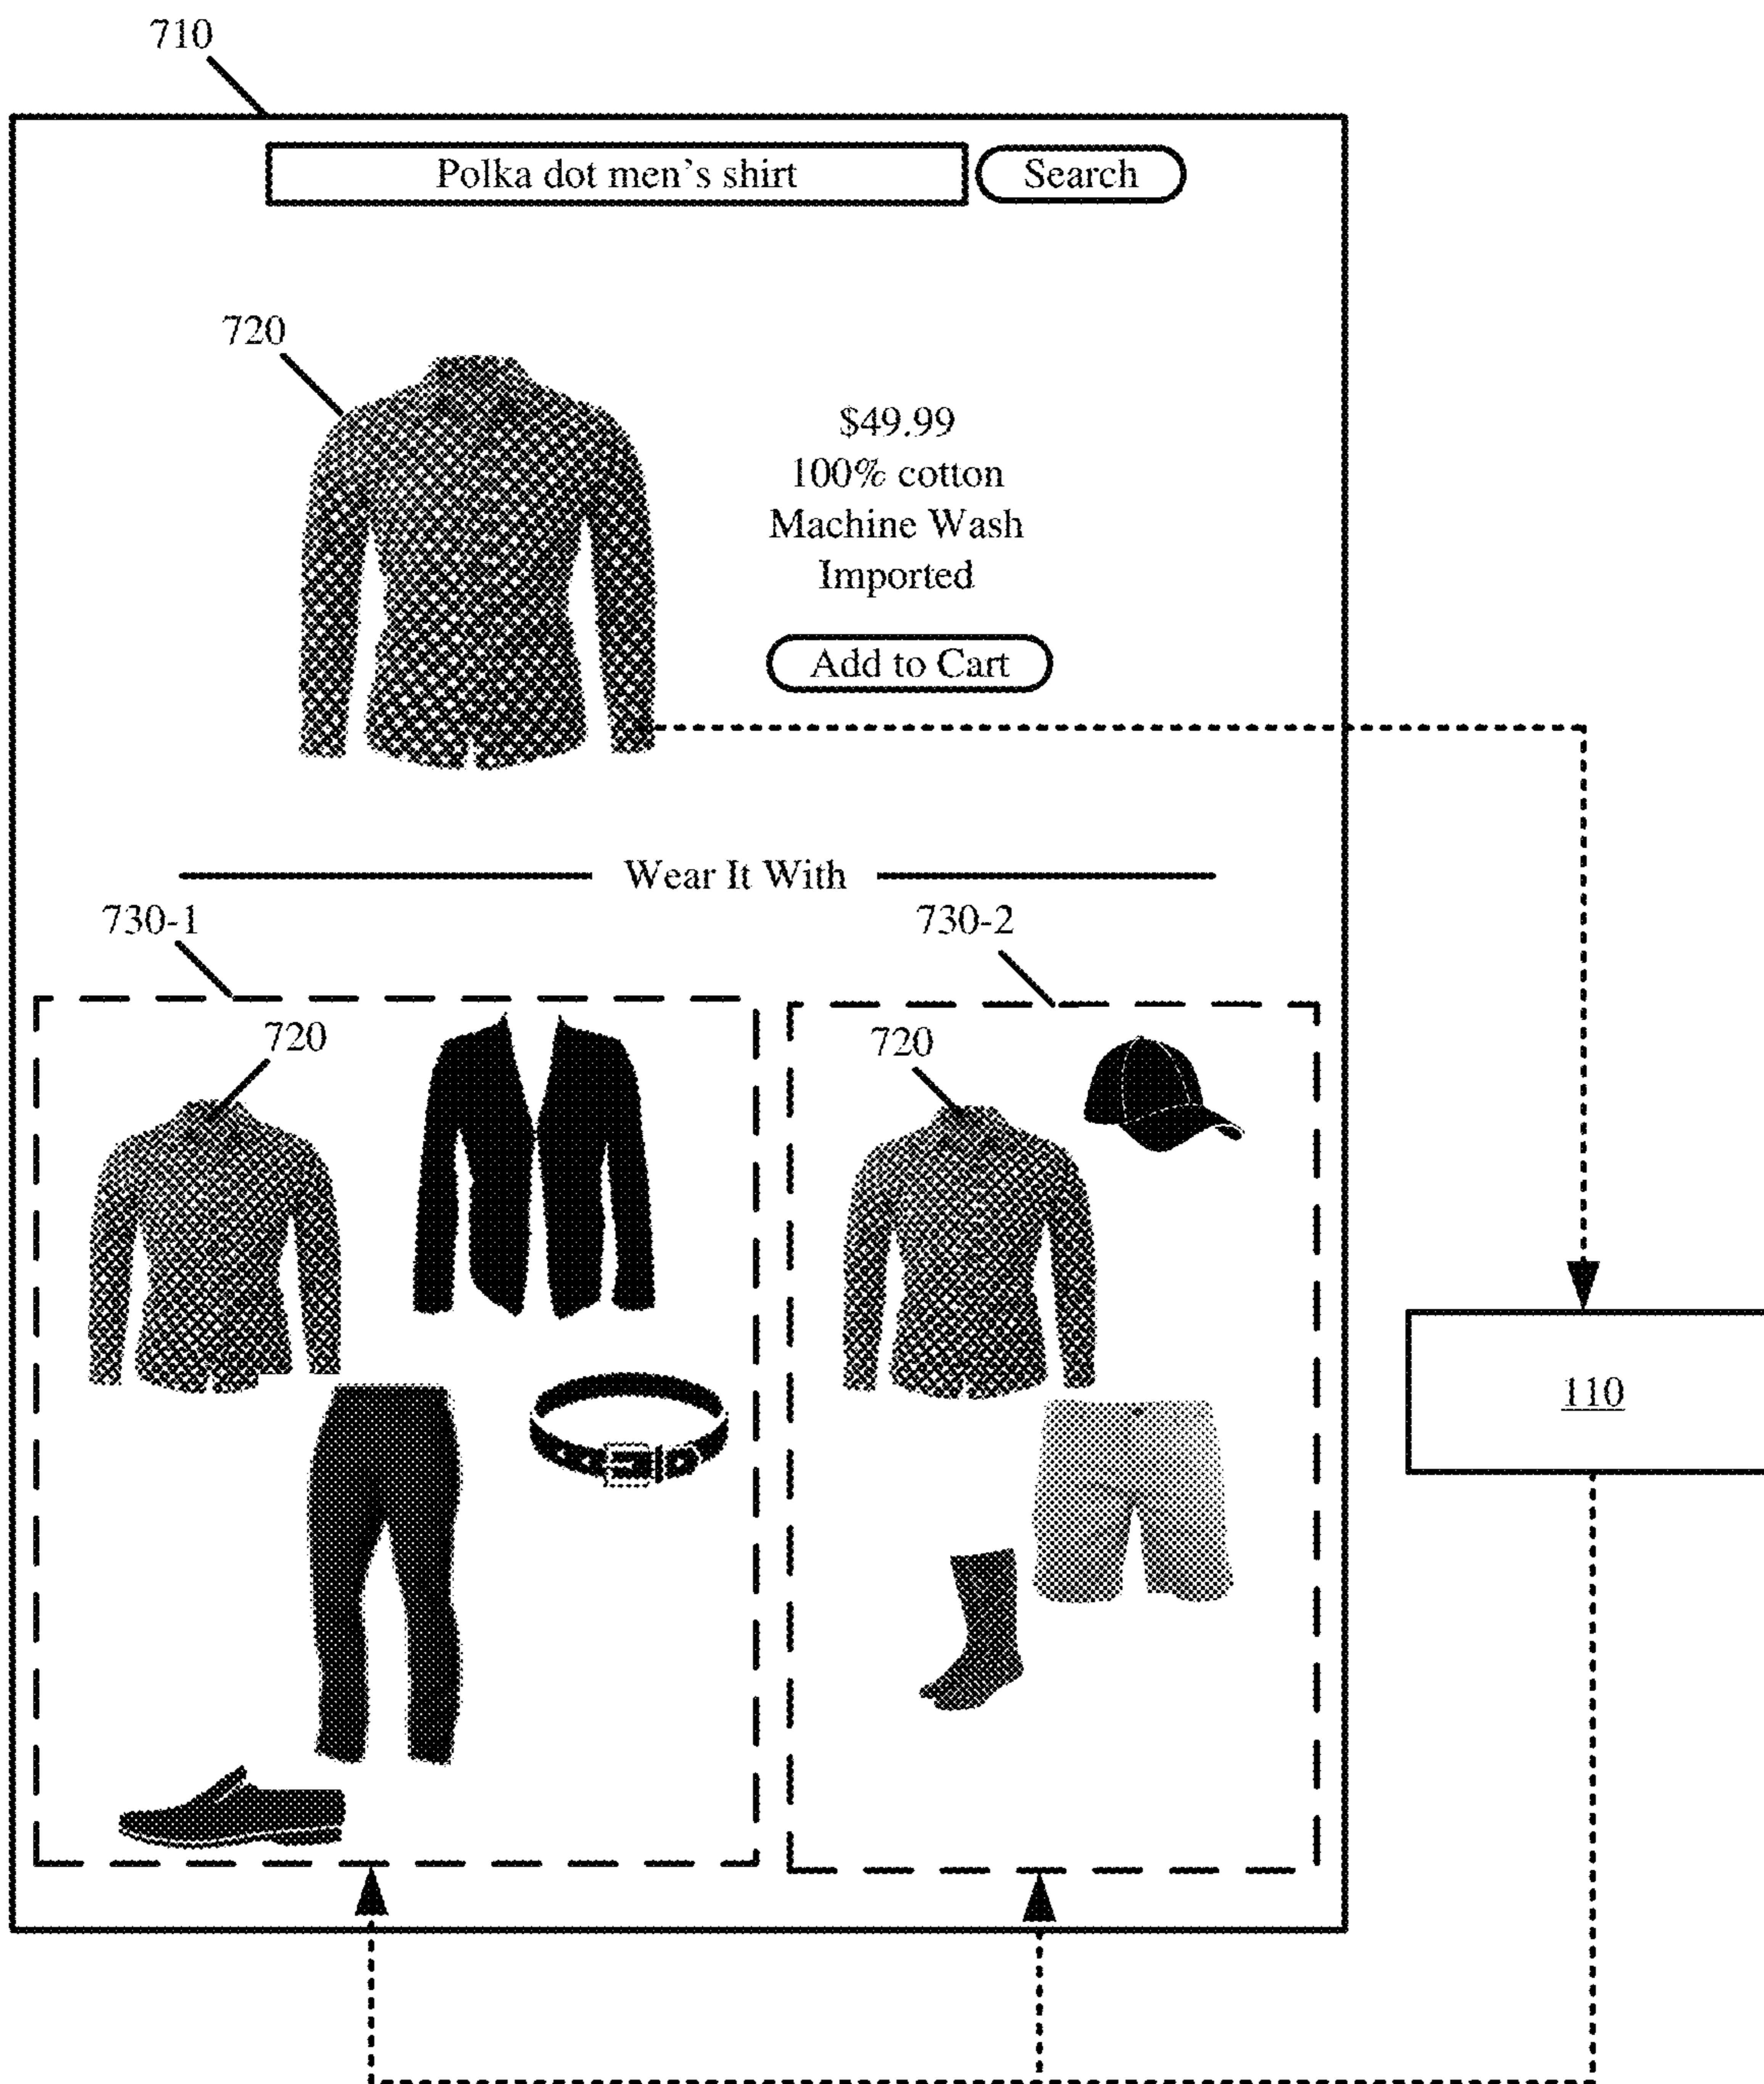 710
Polka dot men's shirt
Search
720
$49.99
100% cotton
Machine Wash
Imported
Add to Cart
Wear It With
730-1
730-2
720
720
110